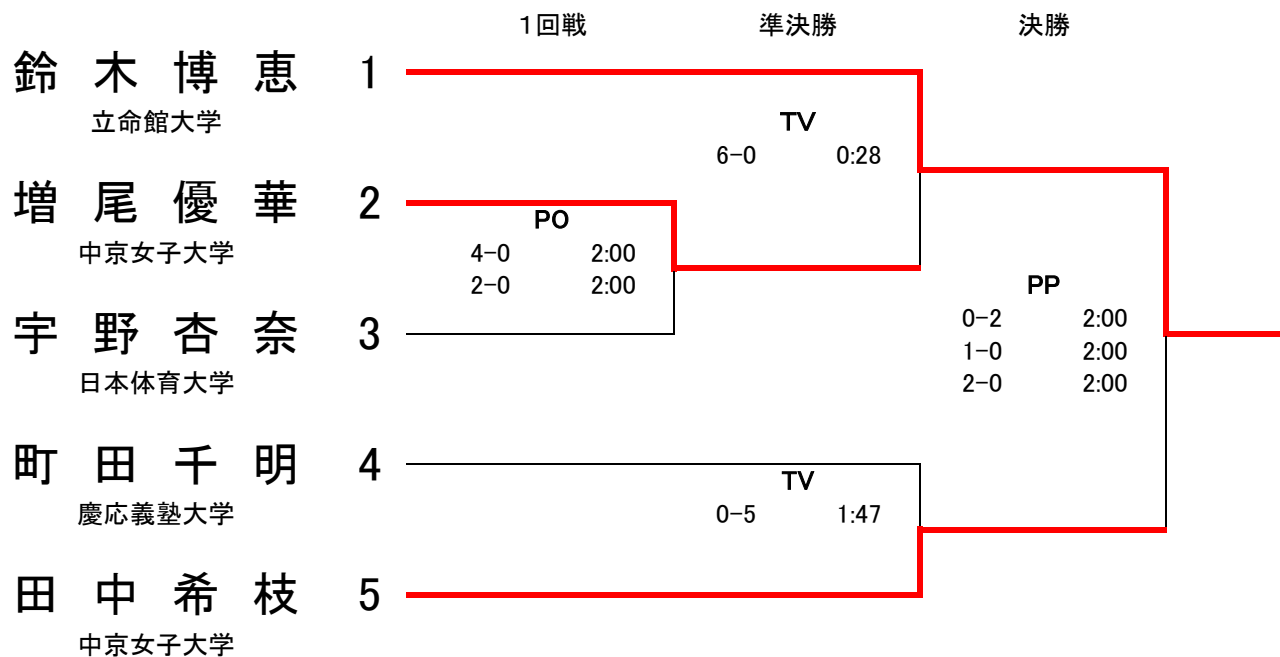 1回戦 準決勝 決勝
鈴木博恵 1
立命館大学
TV
6-0 0:28
増尾優華 2
PO
中京女子大学
4-0 2:00
2-0 2:00
PP
宇野杏奈 3
0-2 2:00
1-0 2:00
日本体育大学
2-0 2:00
町田千明 4
TV
慶応義塾大学
0-5 1:47
田中希枝 5
中京女子大学